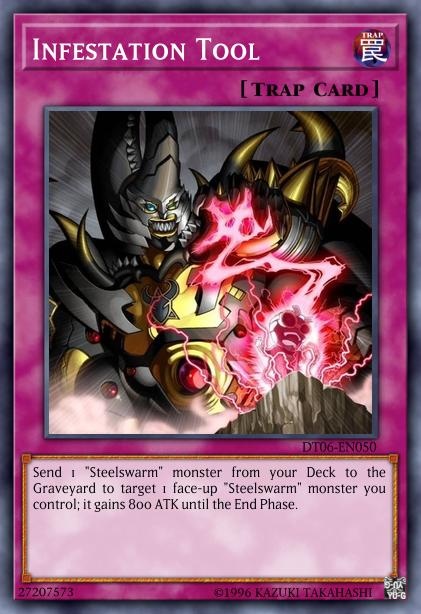 INFESTATION TOOL
TRAP
罠
[TRAP CARD]
DT06-EN050
Send 1 "Steelswarm" monster from your Deck to the
Graveyard to target 1 face-up "Steelswarm" monster you
control; it gains 800 ATK until the End Phase.
27207573
©1996 KAZUKI TAKAHASHI